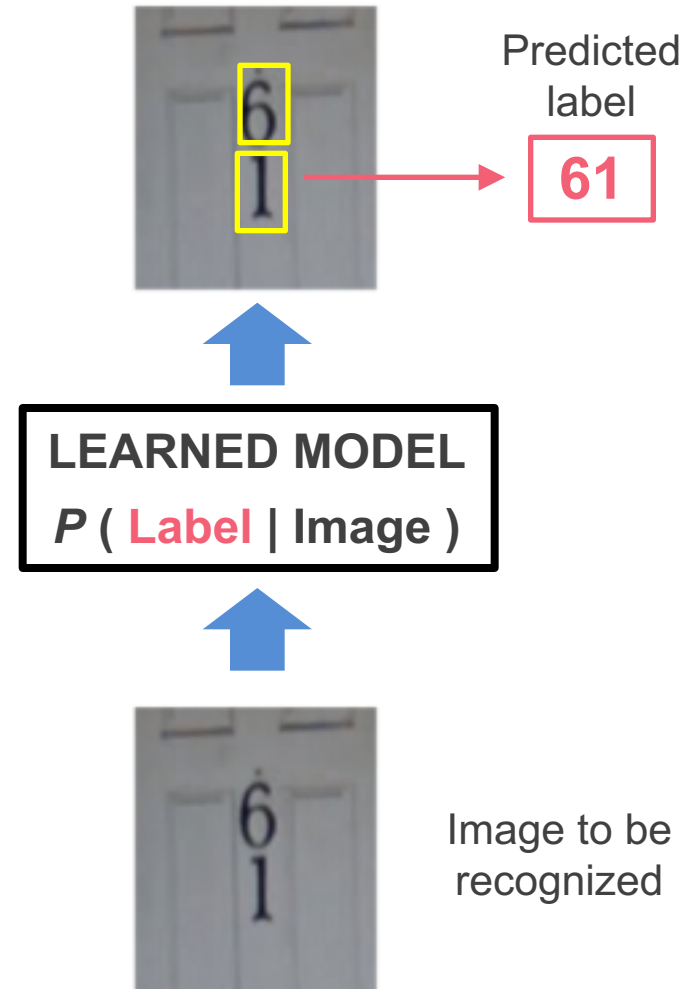 6
1
Predicted
label
61
LEARNED MODEL
P ( Label | Image )
6
1
Image to be
recognized